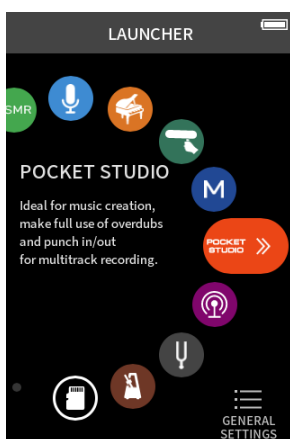 LAUNCHER
SMR
POCKET STUDIO
Ideal for music creation,
make full use of overdubs
and punch in/out
for multitrack recording.
M
POCKET
STUDIO
GENERAL
SETTINGS